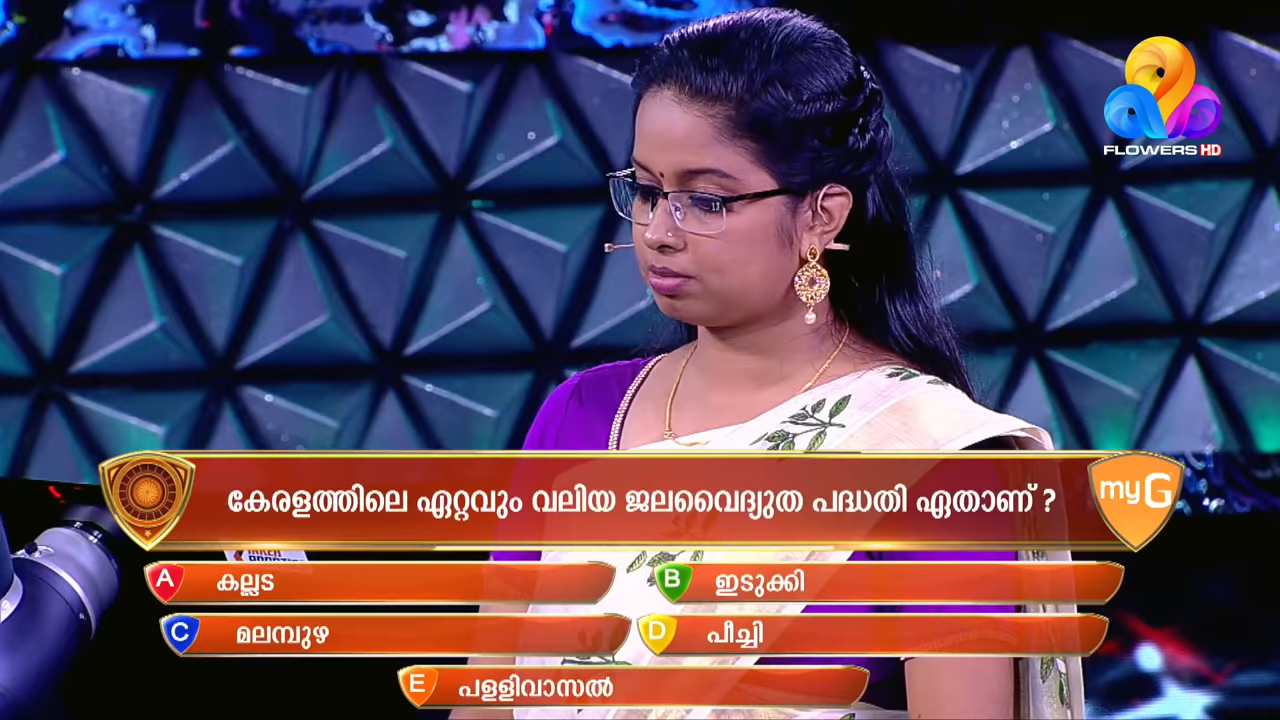 FLOWERS HD
കേരളത്തിലെ ഏറ്റവും വലിയ ജലവൈദ്യുത പദ്ധതി ഏതാണ് ?
myG
A കല്ലട
B ഇടുക്കി
C മലമ്പുഴ
D പീച്ചി
E പള്ളിവാസൽ